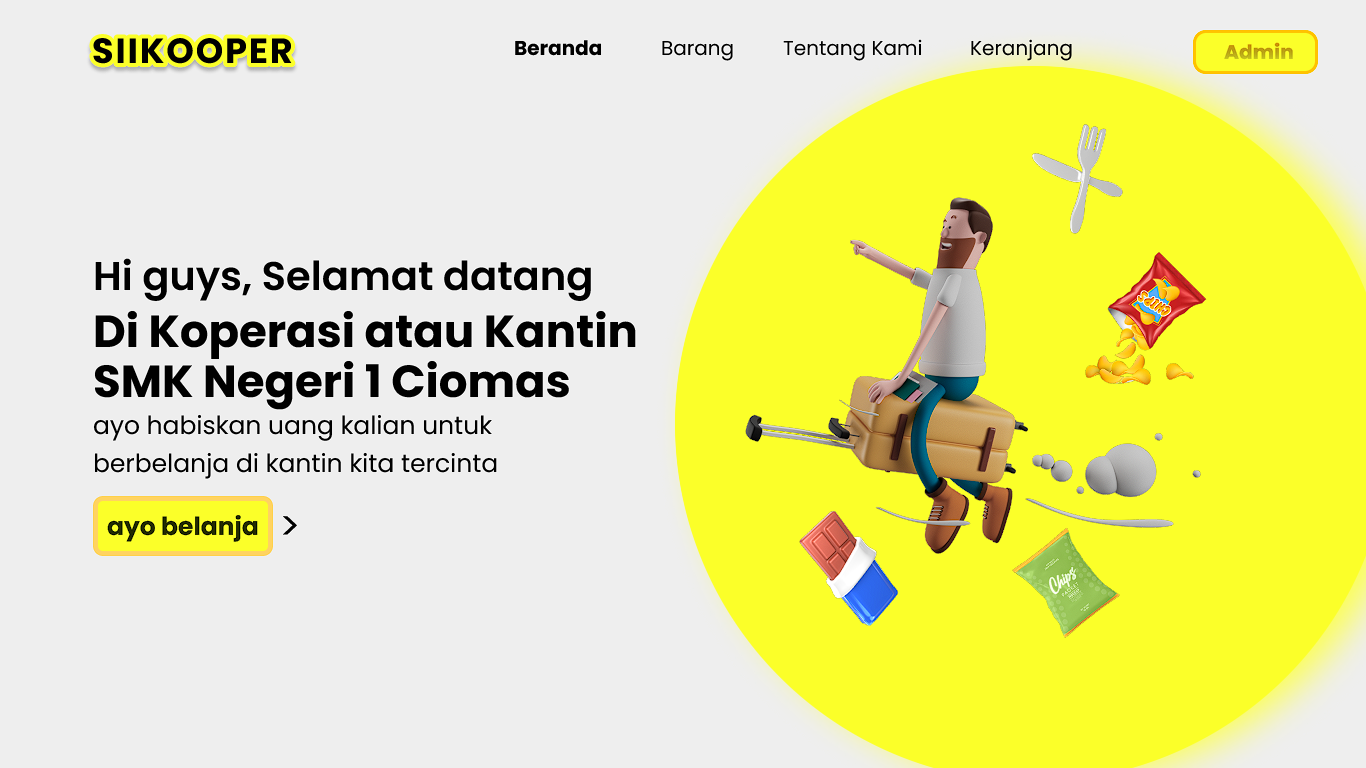 SIIKOOPER
Beranda
Barang
Tentang Kami
Keranjang
Admin
Hi guys, Selamat datang
Di Koperasi atau Kantin
SMK Negeri 1 Ciomas
ayo habiskan uang kalian untuk
berbelanja di kantin kita tercinta
ayo belanja >
CHIPS
Chips